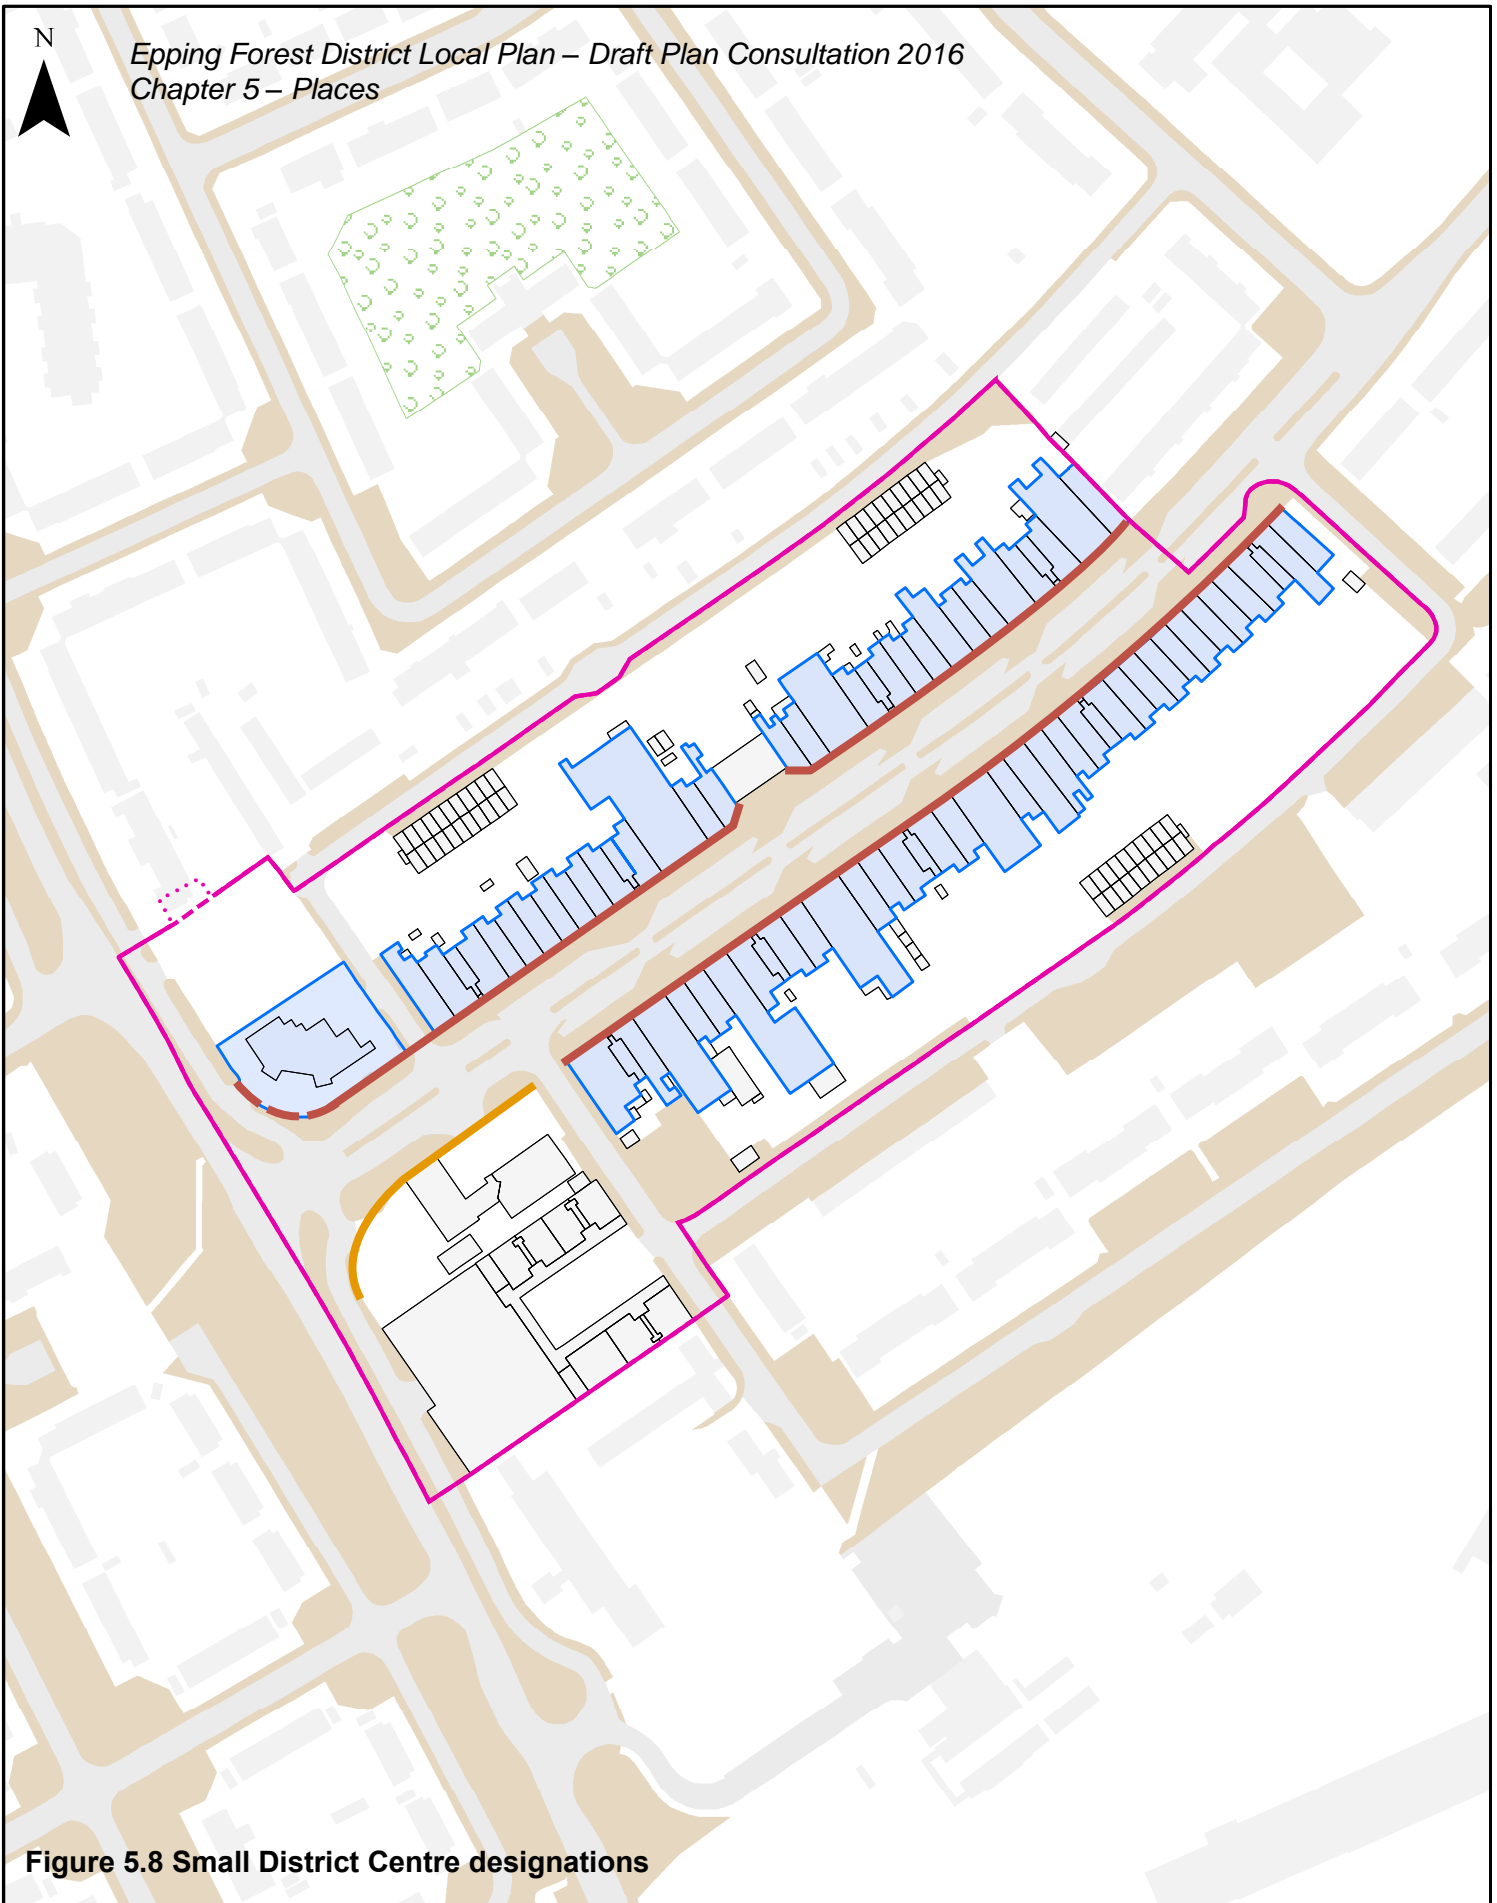 N
Epping Forest District Local Plan – Draft Plan Consultation 2016
Chapter 5 – Places
Figure 5.8 Small District Centre designations